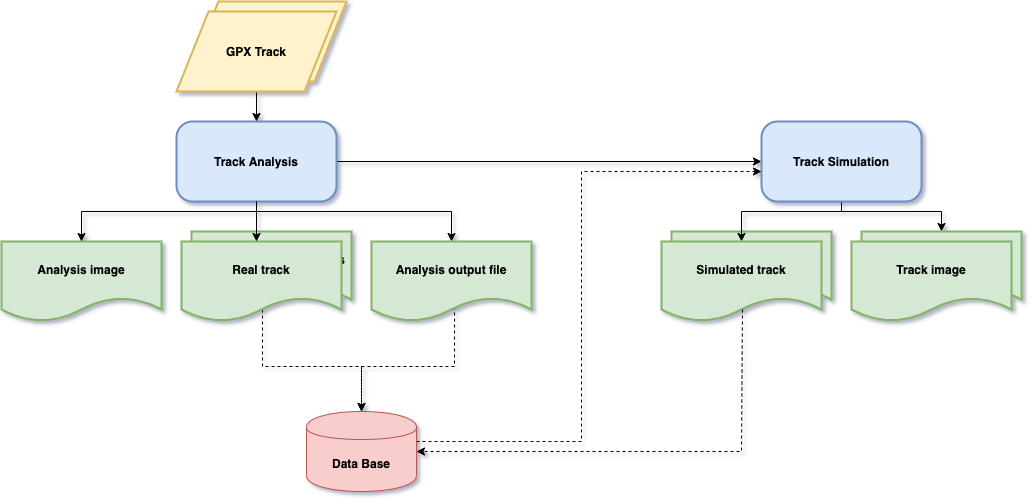 GPX Track
Track Analysis
Track Simulation
Analysis image
Real track
Analysis output file
Simulated track
Track image
Data Base